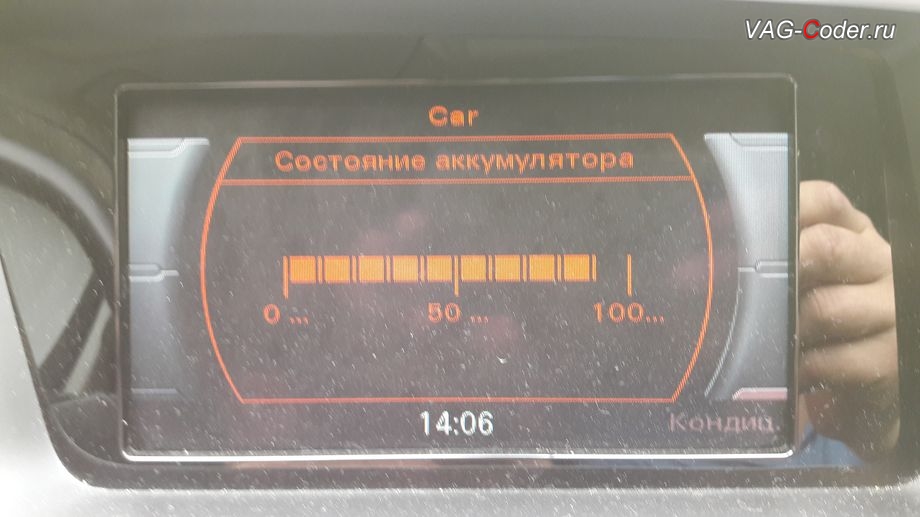 VAG-Coder.ru
Car
Состояние аккумулятора
0 ... 50 ... 100...
14:06 Кондиц.